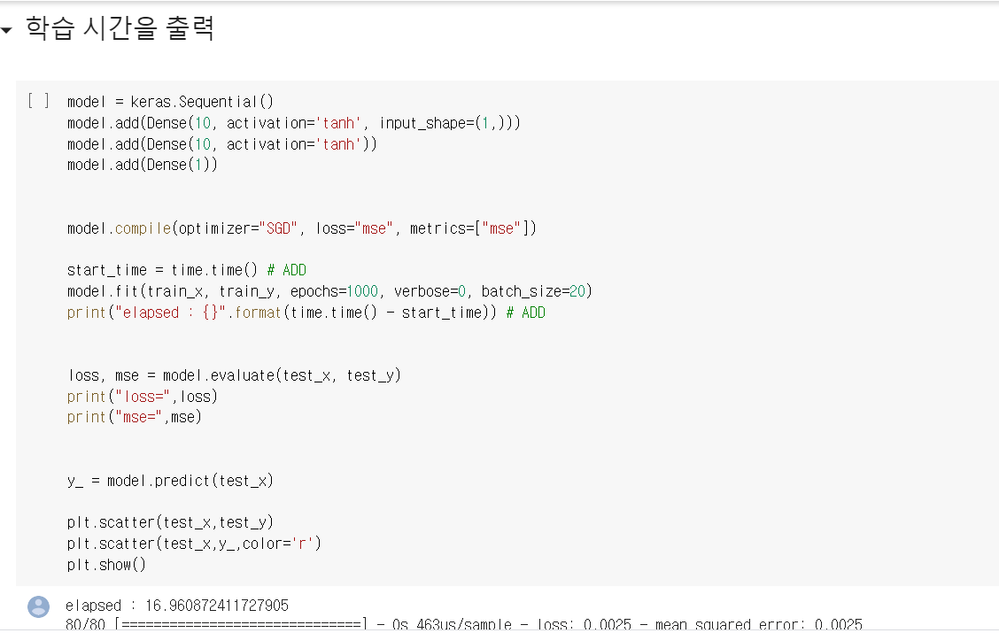 학습 시간을 출력
[ ] model = keras.Sequential()
model.add(Dense(10, activation='tanh', input_shape=(1,)))
model.add(Dense(10, activation='tanh'))
model.add(Dense(1))
model.compile(optimizer="SGD", loss="mse", metrics=["mse"])
start_time = time.time() # ADD
model.fit(train_x, train_y, epochs=1000, verbose=0, batch_size=20)
print("elapsed : {}".format(time.time() - start_time)) # ADD
loss, mse = model.evaluate(test_x, test_y)
print("loss=",loss)
print("mse=",mse)
y_ = model.predict(test_x)
plt.scatter(test_x,test_y)
plt.scatter(test_x,y_,color='r')
plt.show()
elapsed : 16.960872411727905
80/80 [==============================] - 0s 463us/sample - loss: 0.0025 - mean_squared_error: 0.0025